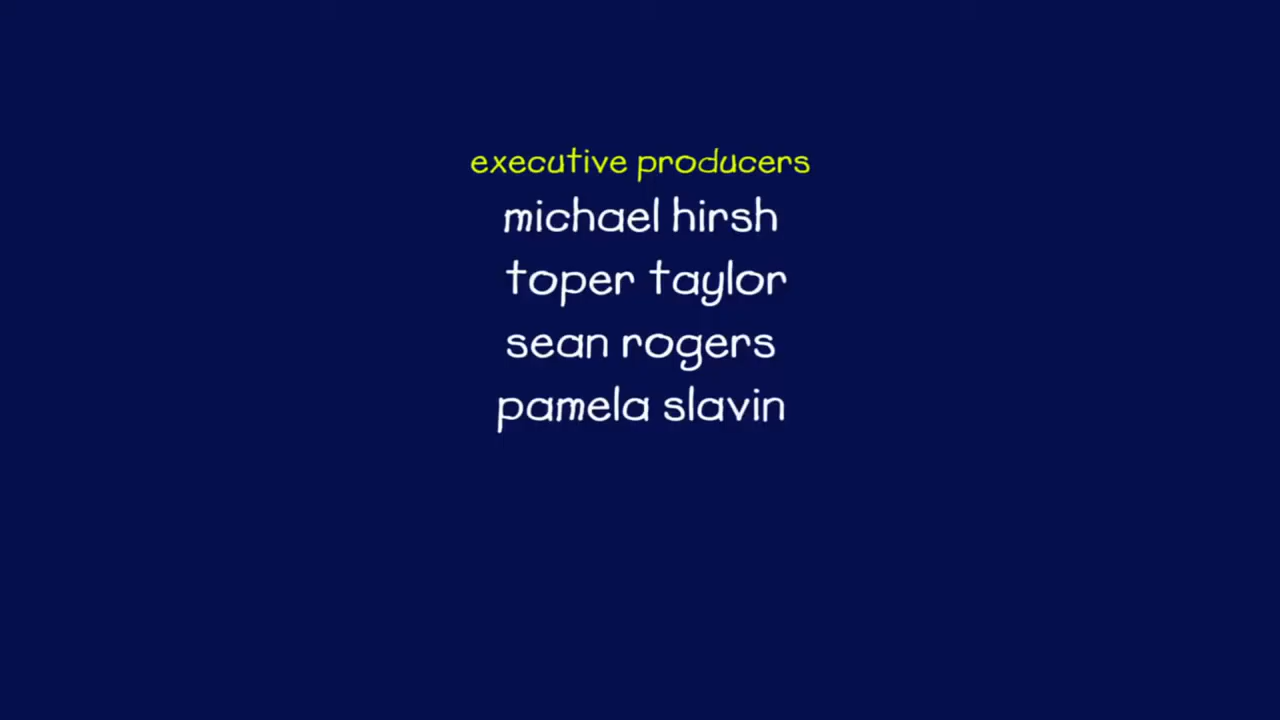 executive producers
michael hirsh
toper taylor
sean rogers
pamela slavin